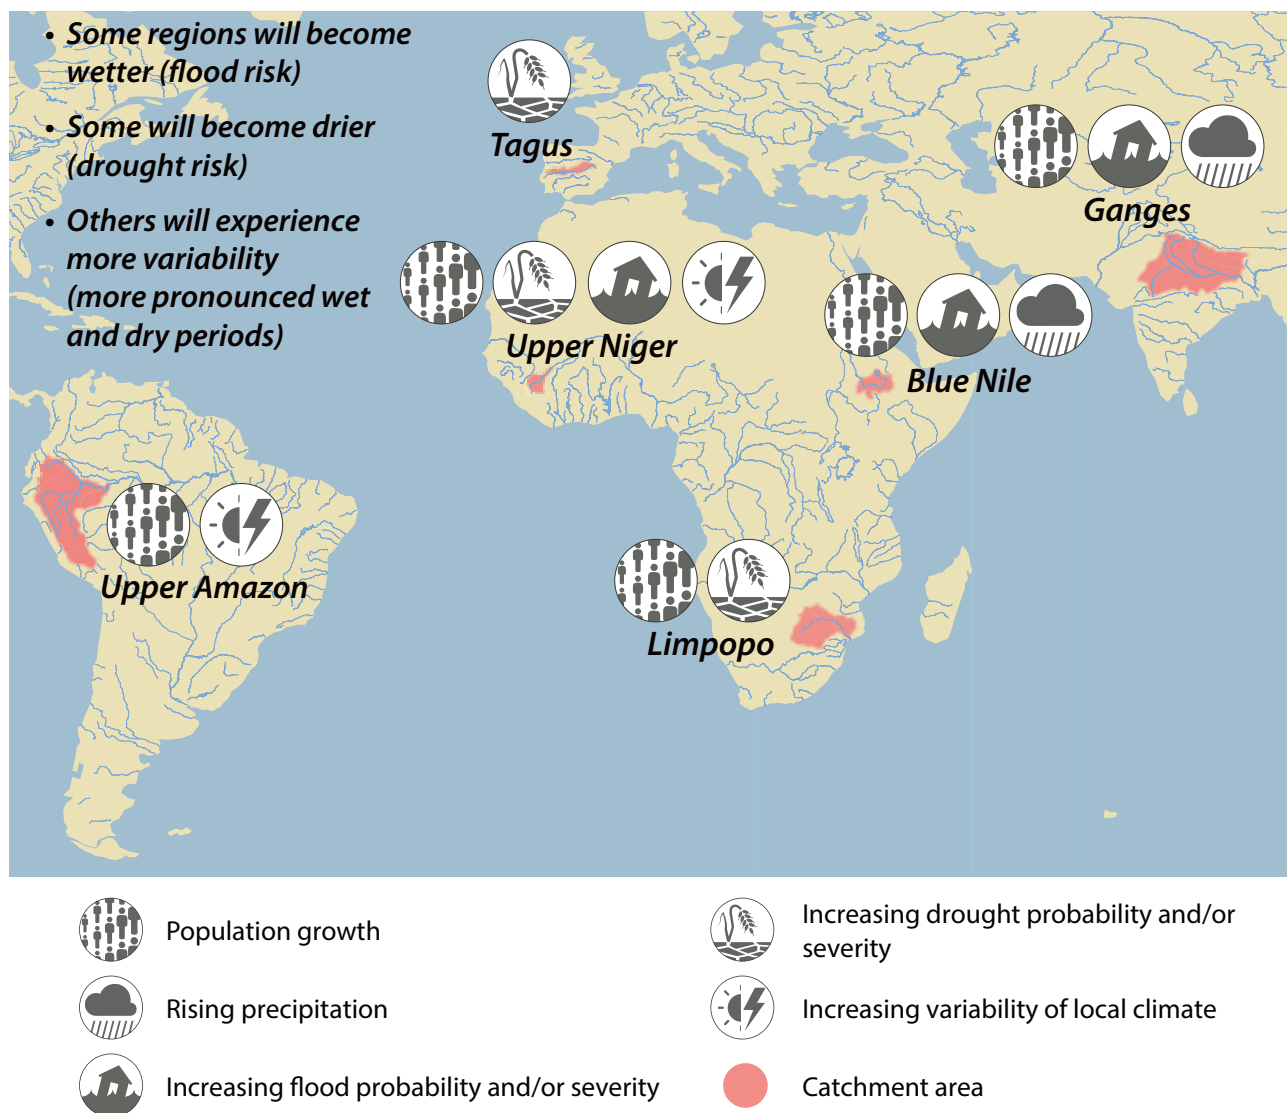 • Some regions will become
wetter (flood risk)
• Some will become drier
(drought risk)
• Others will experience
more variability
(more pronounced wet
and dry periods)
Tagus
Ganges
Upper Niger
Blue Nile
Upper Amazon
Limpopo
Population growth
Rising precipitation
Increasing flood probability and/or severity
Increasing drought probability and/or
severity
Increasing variability of local climate
Catchment area